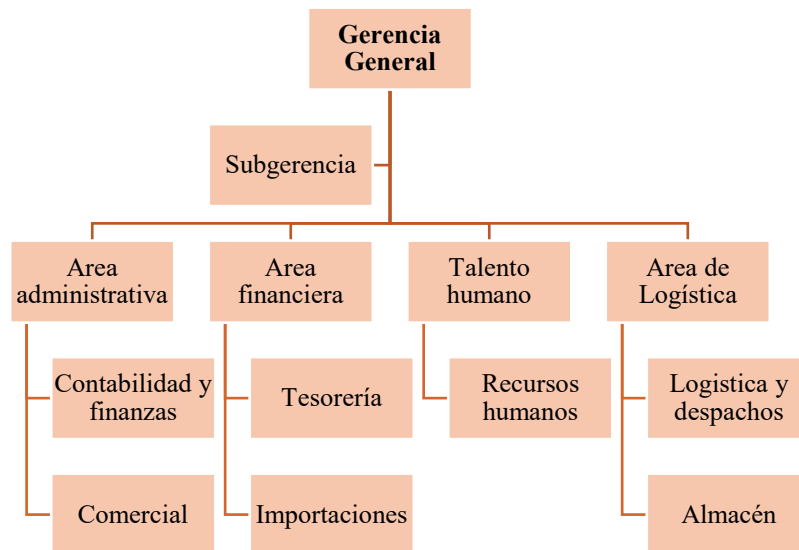 Gerencia
General
Subgerencia
Area
administrativa
Area
financiera
Talento
humano
Area de
Logística
Contabilidad y
finanzas
Tesorería
Recursos
humanos
Logistica y
despachos
Comercial
Importaciones
Almacén